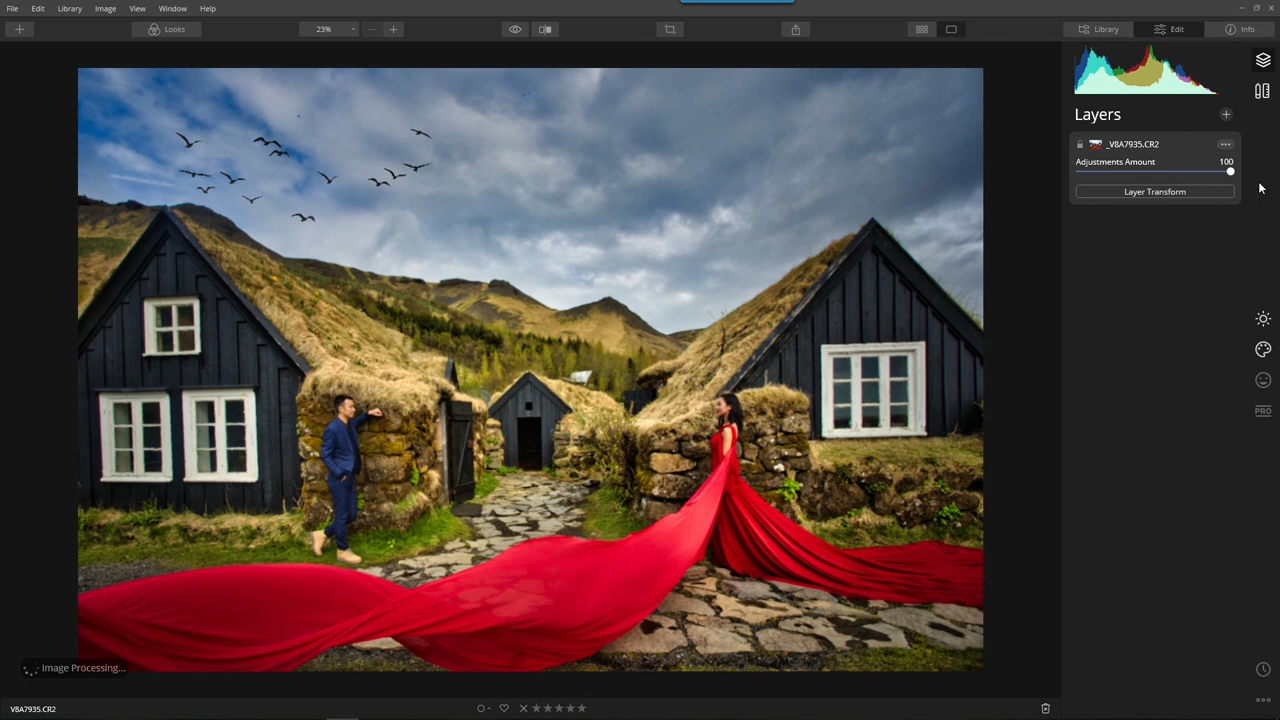 File Edit Library Image View Window Help
Looks 23% Library Edit Info
Layers
_V8A7935.CR2
Adjustments Amount 100
Layer Transform
PRO
Image Processing...
V8A7935.CR2